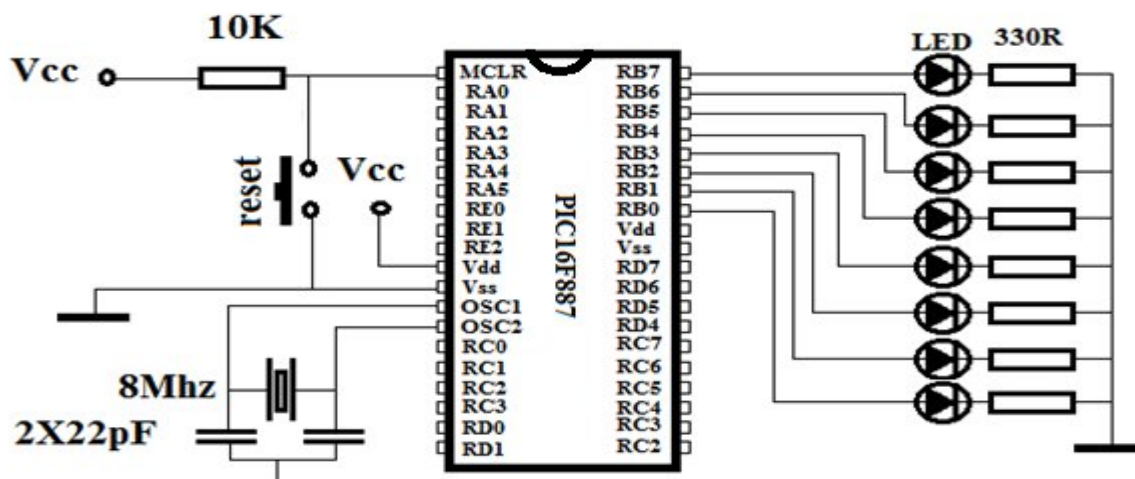 10K
Vcc
reset
Vcc
8Mhz
2X22pF
MCLR
RA0
RA1
RA2
RA3
RA4
RA5
RE0
RE1
RE2
Vdd
Vss
OSC1
OSC2
RC0
RC1
RC2
RC3
RD0
RD1
PIC16F887
RB7
RB6
RB5
RB4
RB3
RB2
RB1
RB0
Vdd
Vss
RD7
RD6
RD5
RD4
RC7
RC6
RC5
RC4
RC3
RC2
LED
330R